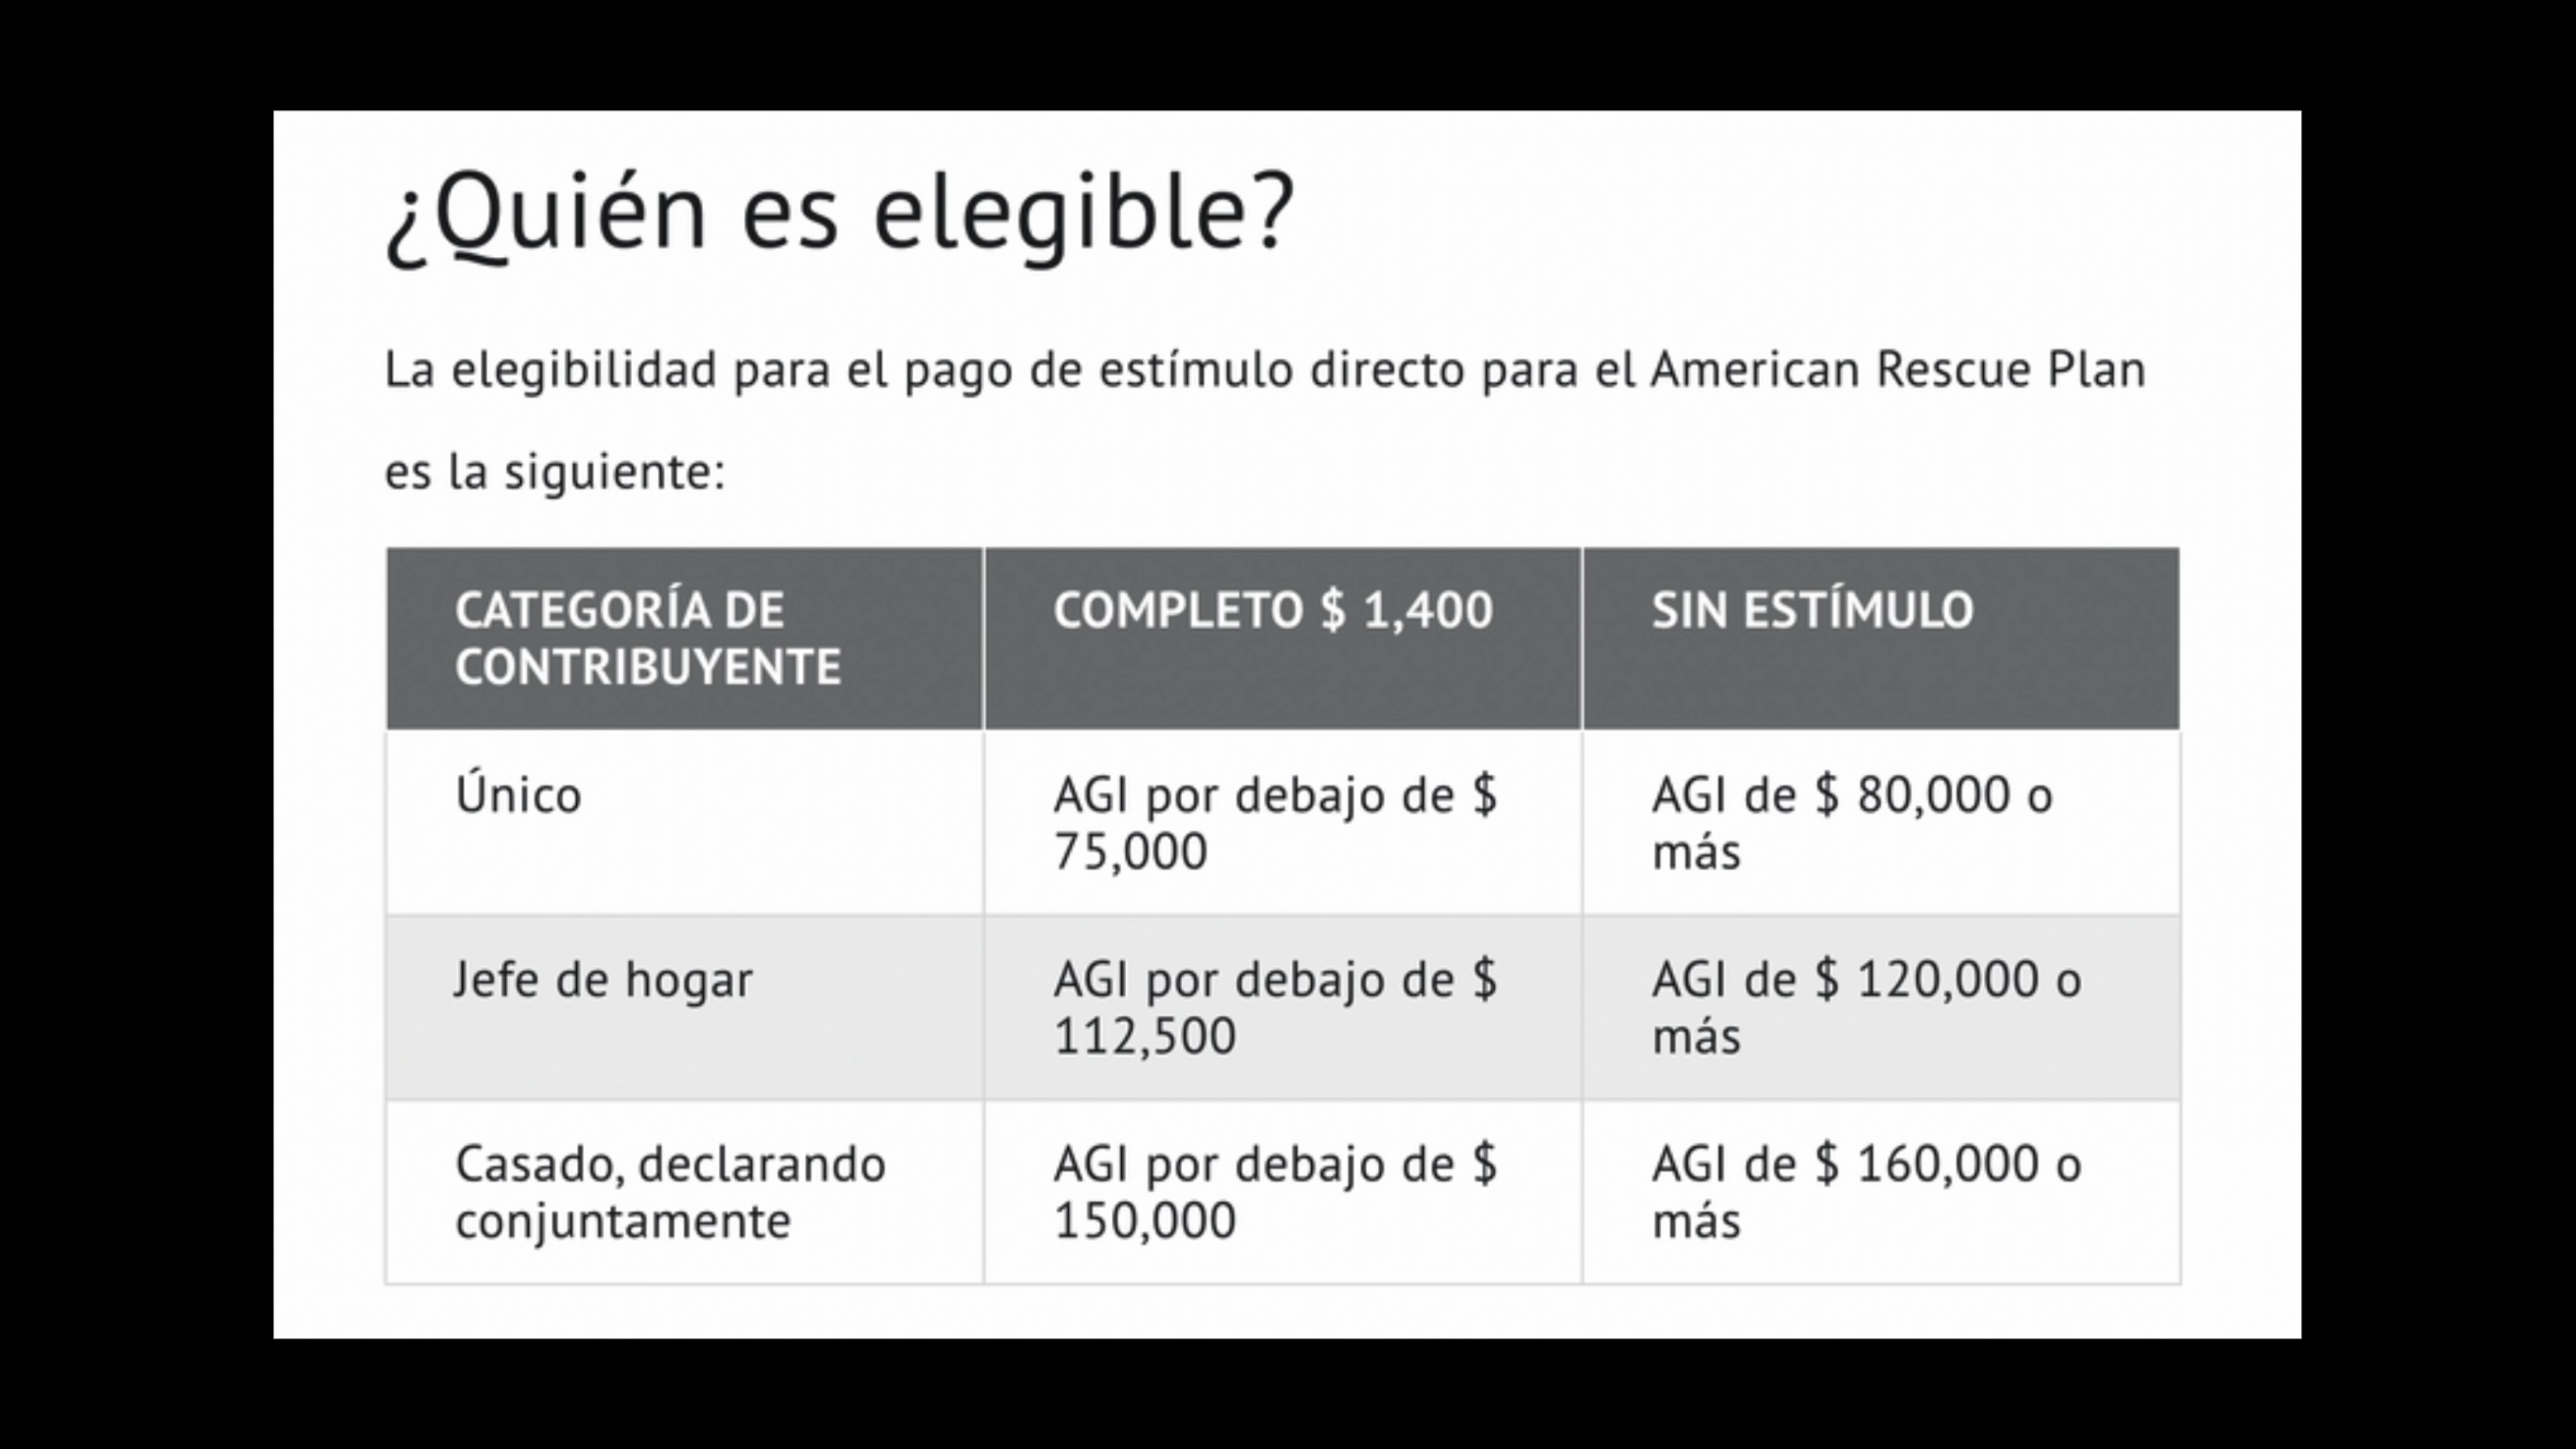 ¿Quién es elegible?
La elegibilidad para el pago de estímulo directo para el American Rescue Plan
es la siguiente:
CATEGORÍA DE
CONTRIBUYENTE
COMPLETO $ 1,400
SIN ESTÍMULO
Único
AGI por debajo de $
75,000
AGI de $ 80,000 o
más
Jefe de hogar
AGI por debajo de $
112,500
AGI de $ 120,000 o
más
Casado, declarando
conjuntamente
AGI por debajo de $
150,000
AGI de $ 160,000 o
más